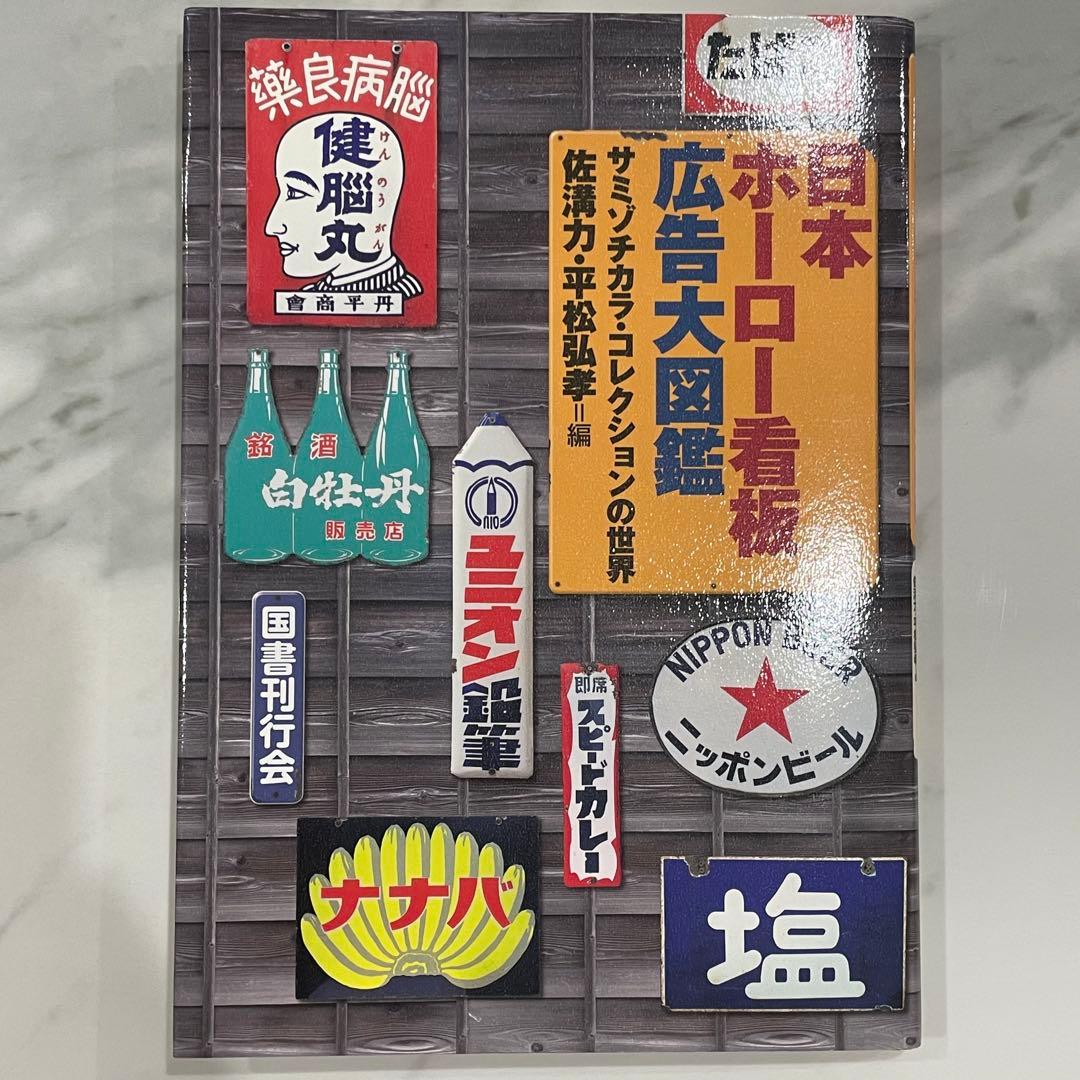 たば
日本
ホーロー看板
広告大図鑑
サミゾチカラ・コレクションの世界
佐溝力・平松弘孝＝編
腦病良藥
健腦丸
けんのうがん
丹平商會
銘酒
白牡丹
販売店
ユニオン鉛筆
国書刊行会
即席
スピードカレー
NIPPON BEER
ニッポンビール
バナナ
塩